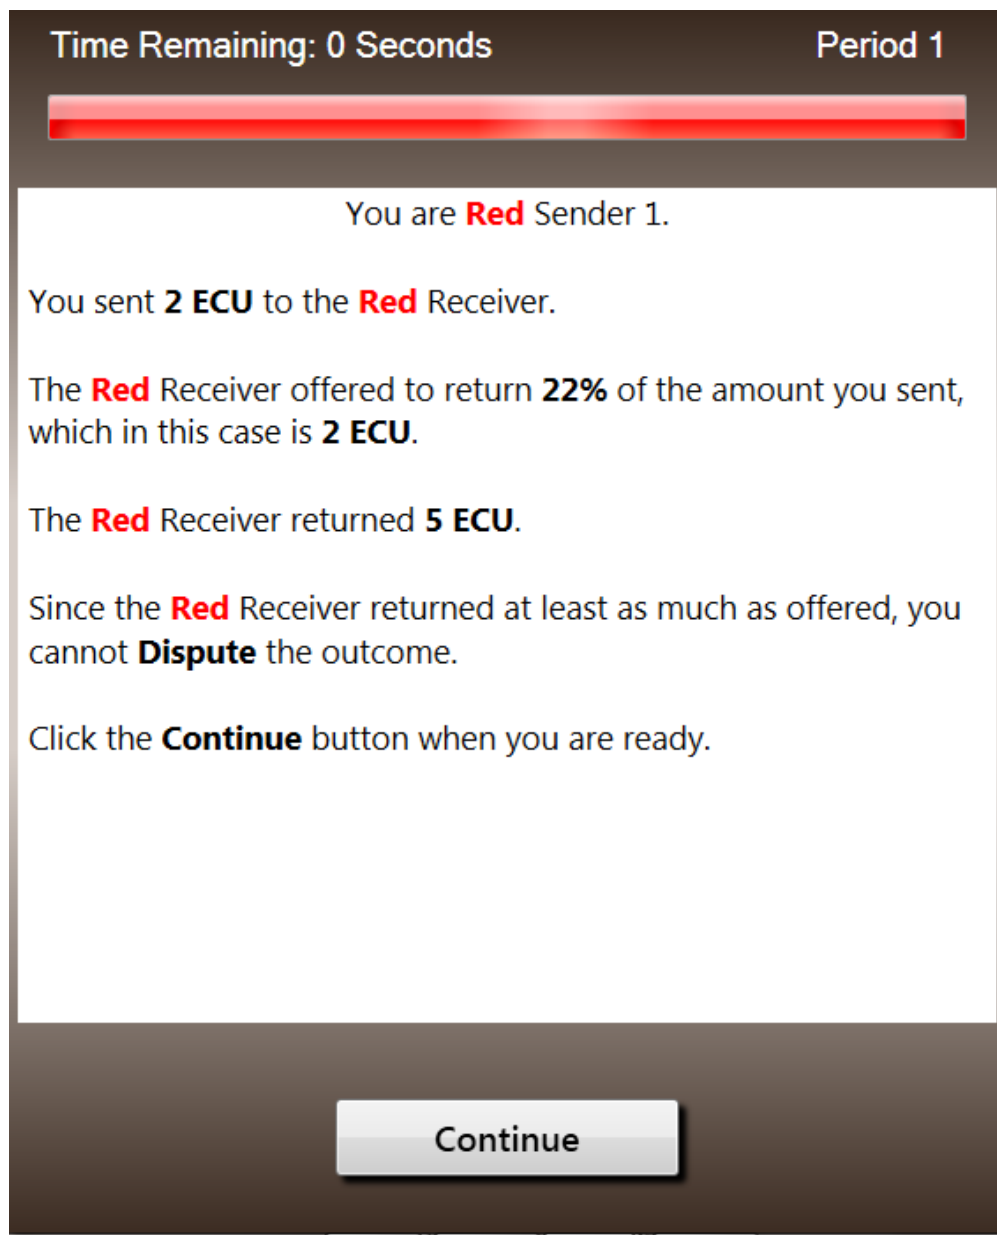 Time Remaining: 0 Seconds Period 1
You are Red Sender 1.
You sent 2 ECU to the Red Receiver.
The Red Receiver offered to return 22% of the amount you sent,
which in this case is 2 ECU.
The Red Receiver returned 5 ECU.
Since the Red Receiver returned at least as much as offered, you
cannot Dispute the outcome.
Click the Continue button when you are ready.
Continue